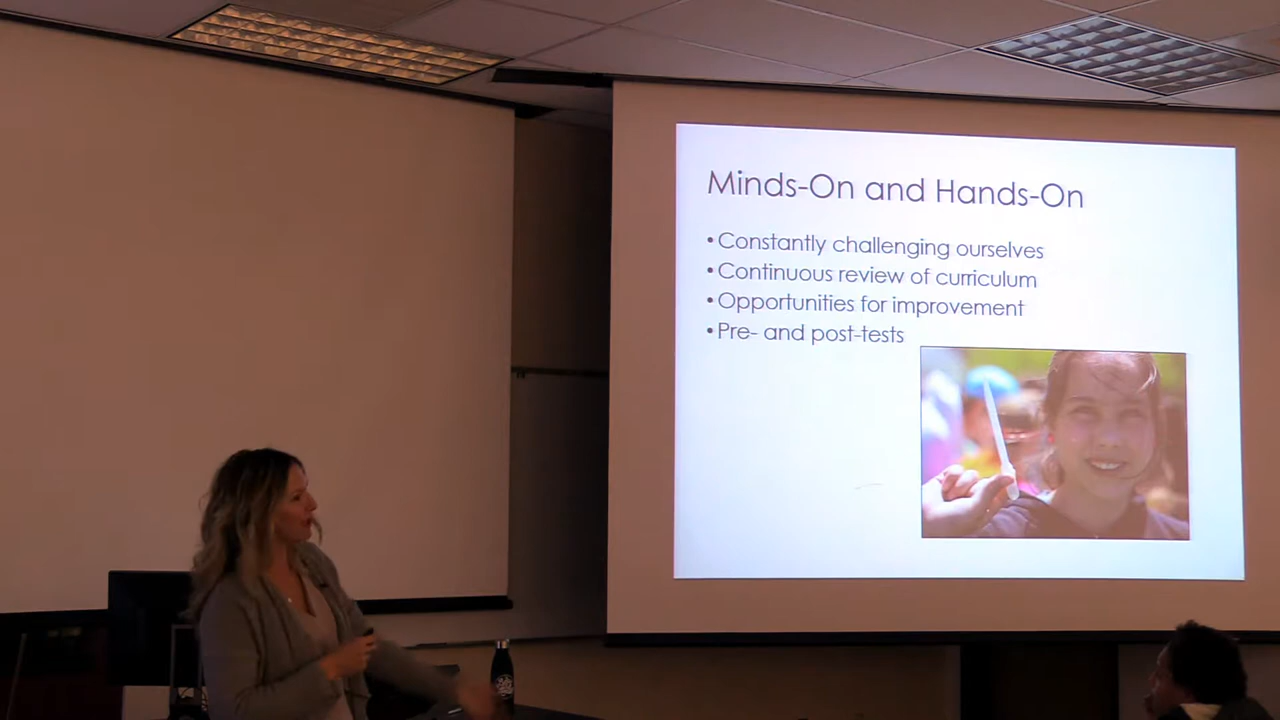 Minds-On and Hands-On
• Constantly challenging ourselves
• Continuous review of curriculum
• Opportunities for improvement
• Pre- and post-tests